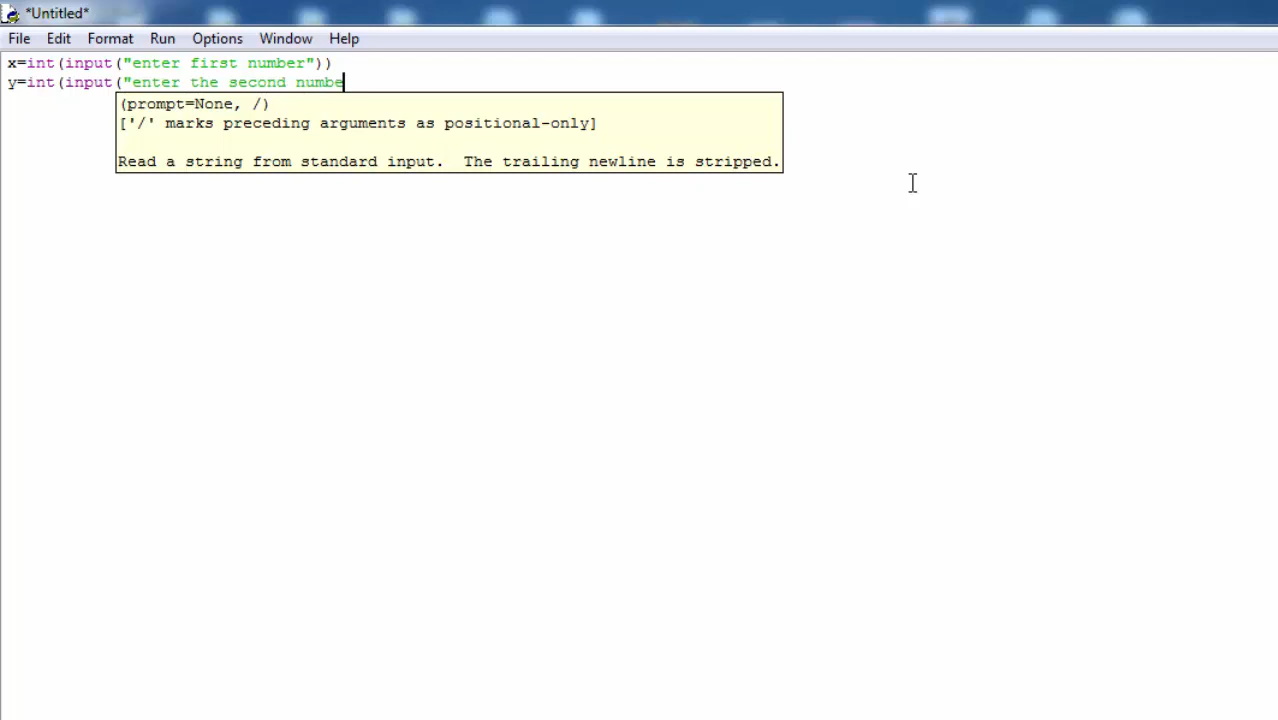 *Untitled*
File Edit Format Run Options Window Help
x=int(input("enter first number"))
y=int(input("enter the second numbe
(prompt=None, /)
['/' marks preceding arguments as positional-only]
Read a string from standard input.  The trailing newline is stripped.